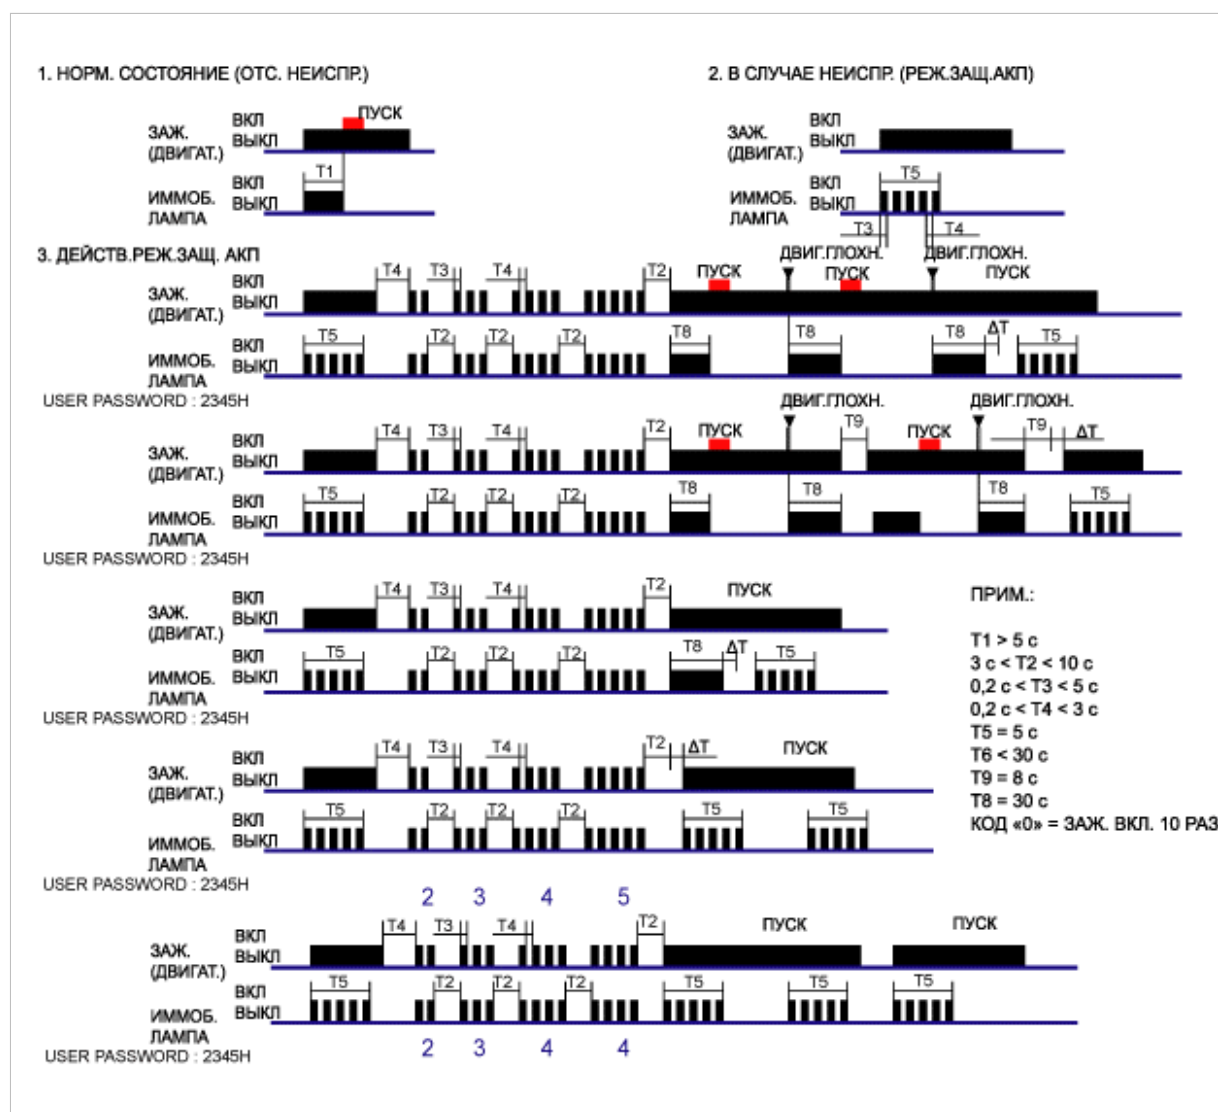 1. НОРМ. СОСТОЯНИЕ (ОТС. НЕИСПР.)
2. В СЛУЧАЕ НЕИСПР. (РЕЖ.ЗАЩ.АКП)
ПУСК
ЗАЖ. (ДВИГАТ.)
ВКЛ
ВЫКЛ
T1
ИММОБ. ЛАМПА
ВКЛ
ВЫКЛ
ЗАЖ. (ДВИГАТ.)
ВКЛ
ВЫКЛ
T5
ИММОБ. ЛАМПА
ВКЛ
ВЫКЛ
T3
T4
3. ДЕЙСТВ.РЕЖ.ЗАЩ. АКП
ДВИГ.ГЛОХН. ДВИГ.ГЛОХН.
T4 T3 T4 T2 ПУСК ПУСК ПУСК
ЗАЖ. (ДВИГАТ.)
ВКЛ
ВЫКЛ
T5 T2 T2 T2 T8 T8 T8 ΔT T5
ИММОБ. ЛАМПА
ВКЛ
ВЫКЛ
USER PASSWORD : 2345H
ДВИГ.ГЛОХН. ДВИГ.ГЛОХН.
T4 T3 T4 T2 ПУСК T9 ПУСК T9 ΔT
ЗАЖ. (ДВИГАТ.)
ВКЛ
ВЫКЛ
T5 T2 T2 T2 T8 T8 T8 T5
ИММОБ. ЛАМПА
ВКЛ
ВЫКЛ
USER PASSWORD : 2345H
T4 T3 T4 T2 ПУСК
ЗАЖ. (ДВИГАТ.)
ВКЛ
ВЫКЛ
T5 T2 T2 T2 T8 ΔT T5
ИММОБ. ЛАМПА
ВКЛ
ВЫКЛ
USER PASSWORD : 2345H
ПРИМ.:
T1 > 5 с
3 с < T2 < 10 с
0,2 с < T3 < 5 с
0,2 с < T4 < 3 с
T5 = 5 с
T6 < 30 с
T9 = 8 с
T8 = 30 с
КОД «0» = ЗАЖ. ВКЛ. 10 РАЗ
T4 T3 T4 T2 ΔT ПУСК
ЗАЖ. (ДВИГАТ.)
ВКЛ
ВЫКЛ
T5 T2 T2 T2 T5 T5
ИММОБ. ЛАМПА
ВКЛ
ВЫКЛ
USER PASSWORD : 2345H
2 3 4 5
T4 T3 T4 T2 ПУСК ПУСК
ЗАЖ. (ДВИГАТ.)
ВКЛ
ВЫКЛ
T5 T2 T2 T2 T5 T5 T5
ИММОБ. ЛАМПА
ВКЛ
ВЫКЛ
USER PASSWORD : 2345H
2 3 4 4